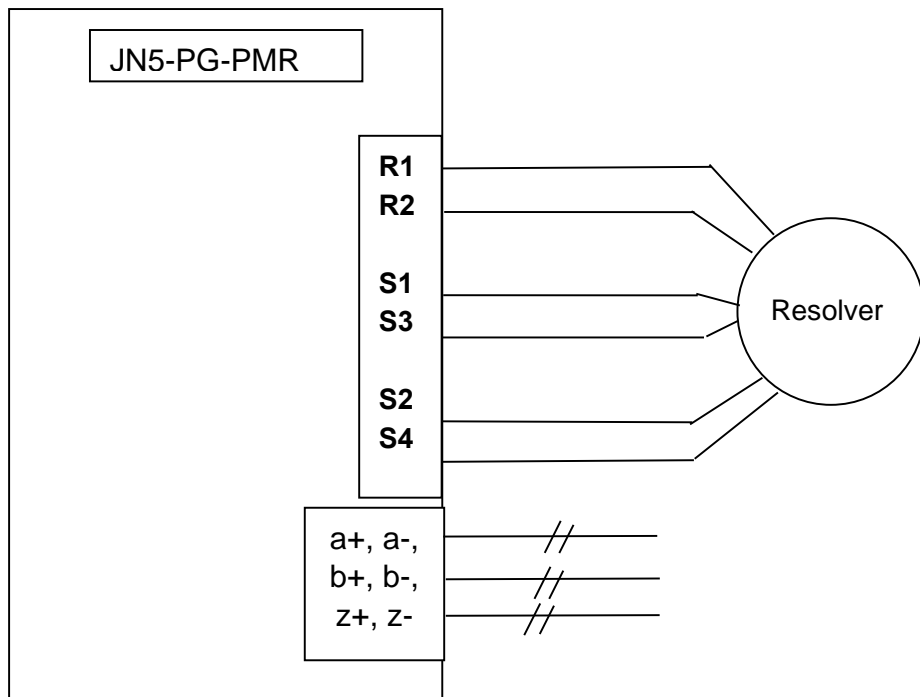 JN5-PG-PMR
R1
R2
S1
S3
Resolver
S2
S4
a+, a-,
b+, b-,
z+, z-